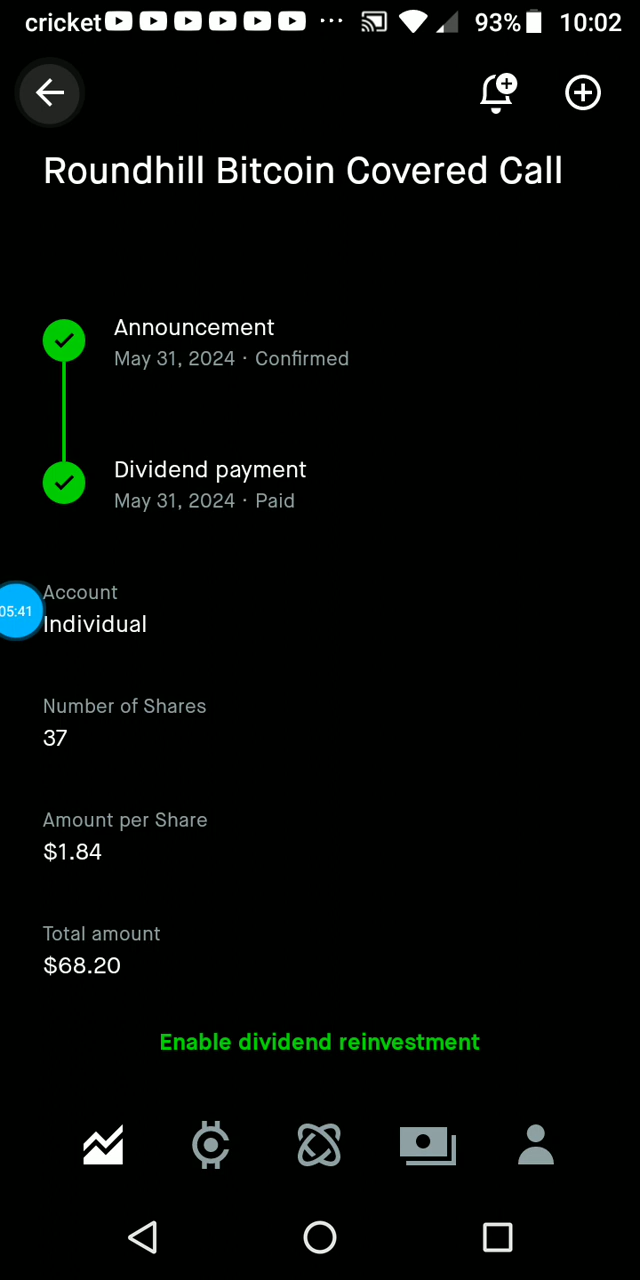 cricket ... 93% 10:02
Roundhill Bitcoin Covered Call
Announcement
May 31, 2024 · Confirmed
Dividend payment
May 31, 2024 · Paid
Account
05:41
Individual
Number of Shares
37
Amount per Share
$1.84
Total amount
$68.20
Enable dividend reinvestment